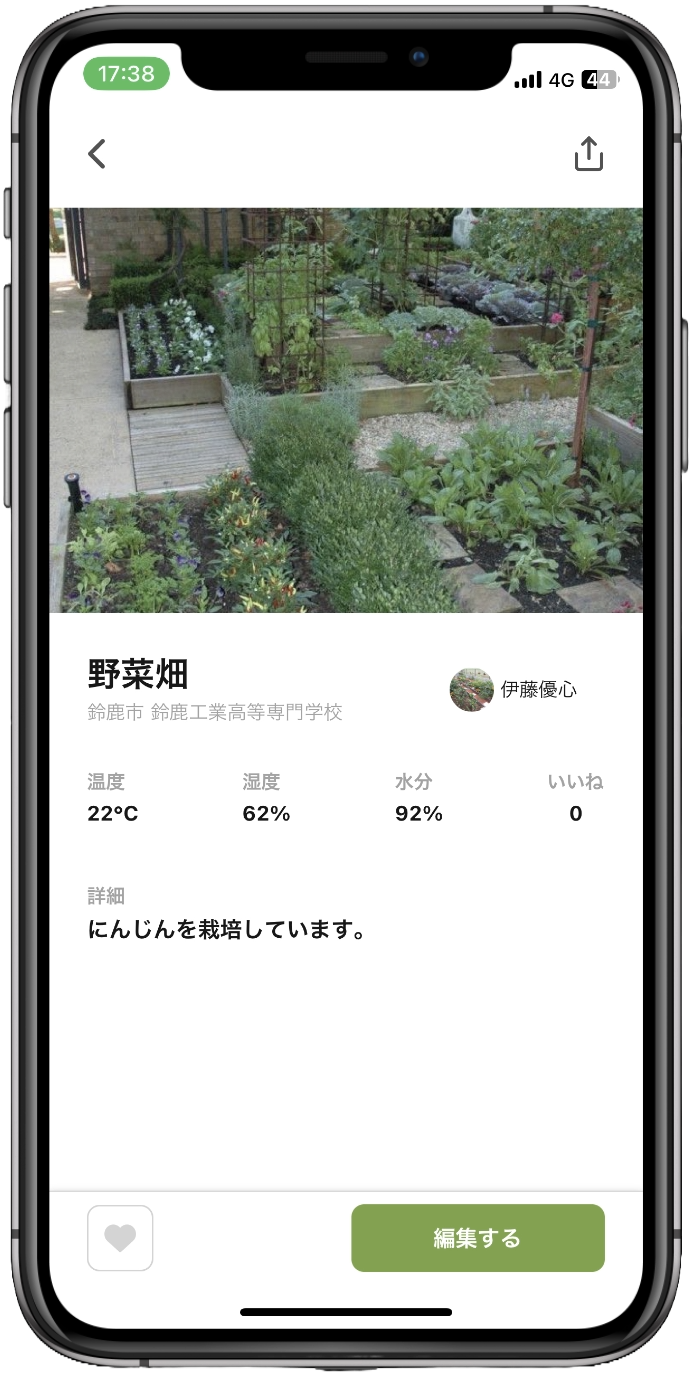 17:38
4G 44
野菜畑
鈴鹿市 鈴鹿工業高等専門学校
伊藤優心
温度 湿度 水分 いいね
22°C 62% 92% 0
詳細
にんじんを栽培しています。
編集する